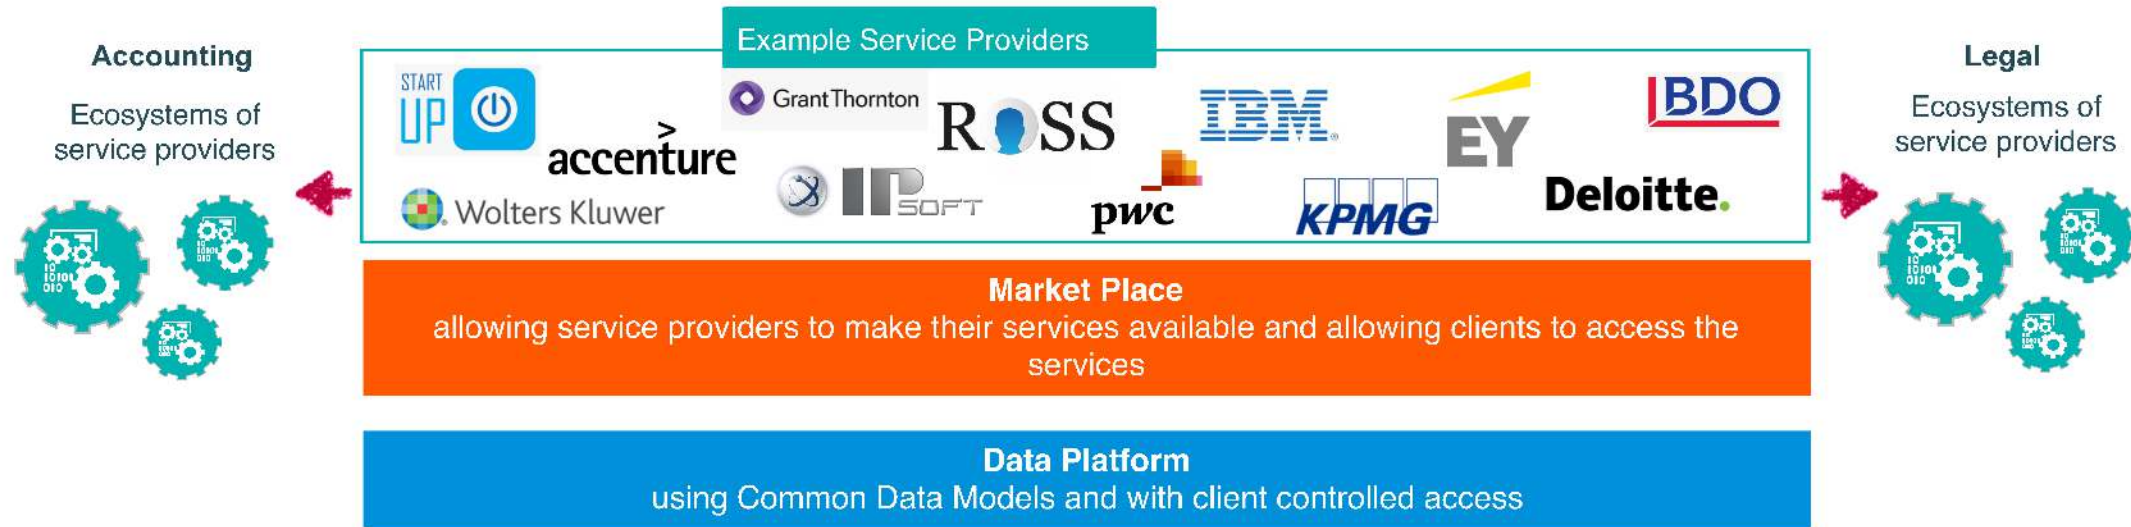 Accounting
Ecosystems of
service providers
Example Service Providers
START
UP
accenture
Grant Thornton
ROSS
IBM
EY
BDO
Wolters Kluwer
IPSOFT
pwc
KPMG
Deloitte.
Legal
Ecosystems of
service providers
Market Place
allowing service providers to make their services available and allowing clients to access the
services
Data Platform
using Common Data Models and with client controlled access